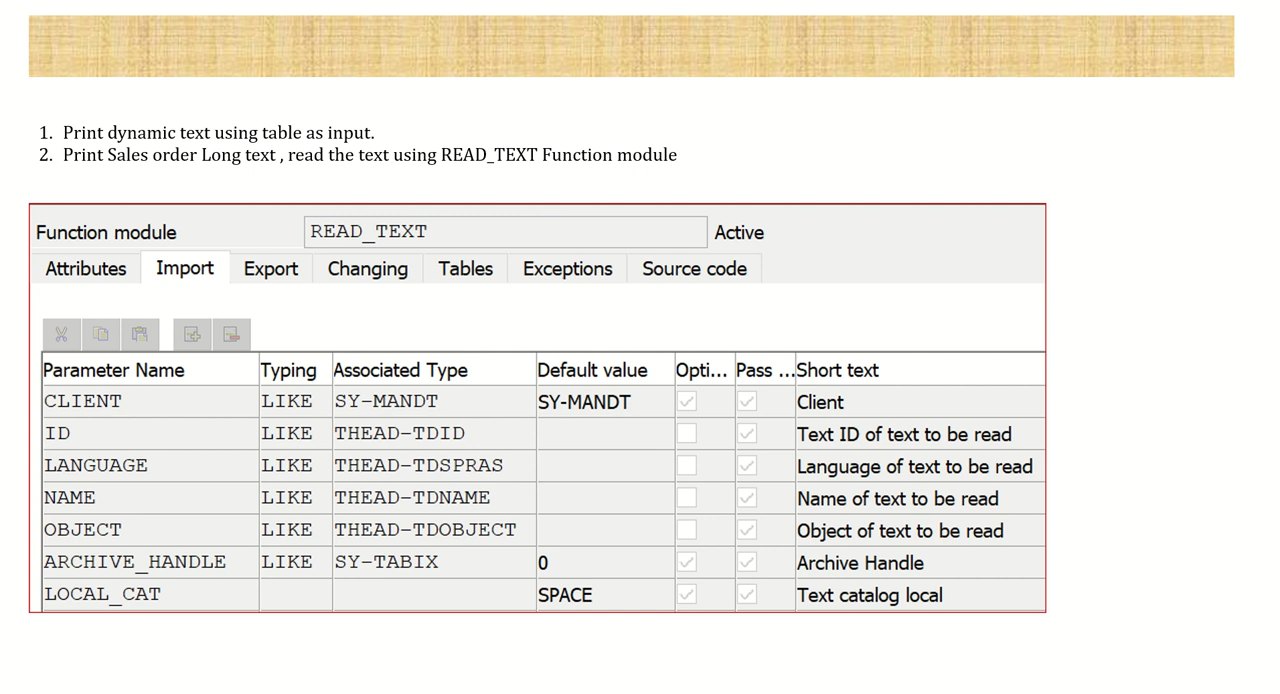 1. Print dynamic text using table as input.
2. Print Sales order Long text , read the text using READ_TEXT Function module
Function module READ_TEXT Active
Attributes Import Export Changing Tables Exceptions Source code
Parameter Name Typing Associated Type Default value Opti... Pass ... Short text
CLIENT LIKE SY-MANDT SY-MANDT Client
ID LIKE THEAD-TDID Text ID of text to be read
LANGUAGE LIKE THEAD-TDSPRAS Language of text to be read
NAME LIKE THEAD-TDNAME Name of text to be read
OBJECT LIKE THEAD-TDOBJECT Object of text to be read
ARCHIVE_HANDLE LIKE SY-TABIX 0 Archive Handle
LOCAL_CAT SPACE Text catalog local